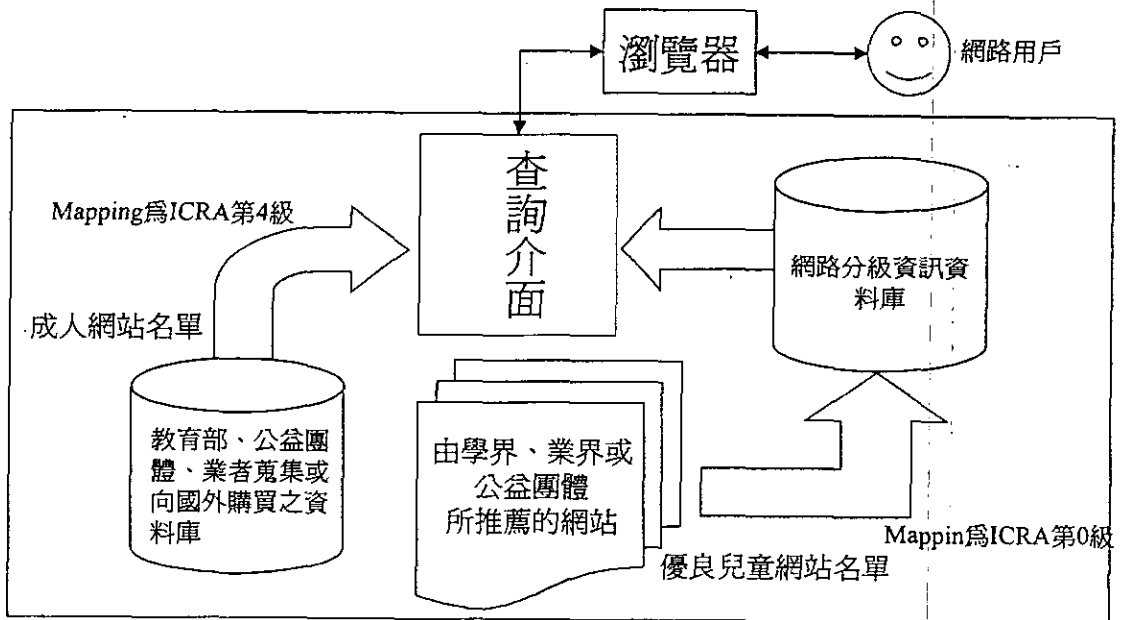 瀏覽器
網路用戶
查詢介面
Mapping爲ICRA第4級
成人網站名單
網路分級資訊資
料庫
教育部、公益團
體、業者蒐集或
向國外購買之資
料庫
由學界、業界或
公益團體
所推薦的網站
Mappin爲ICRA第0級
優良兒童網站名單